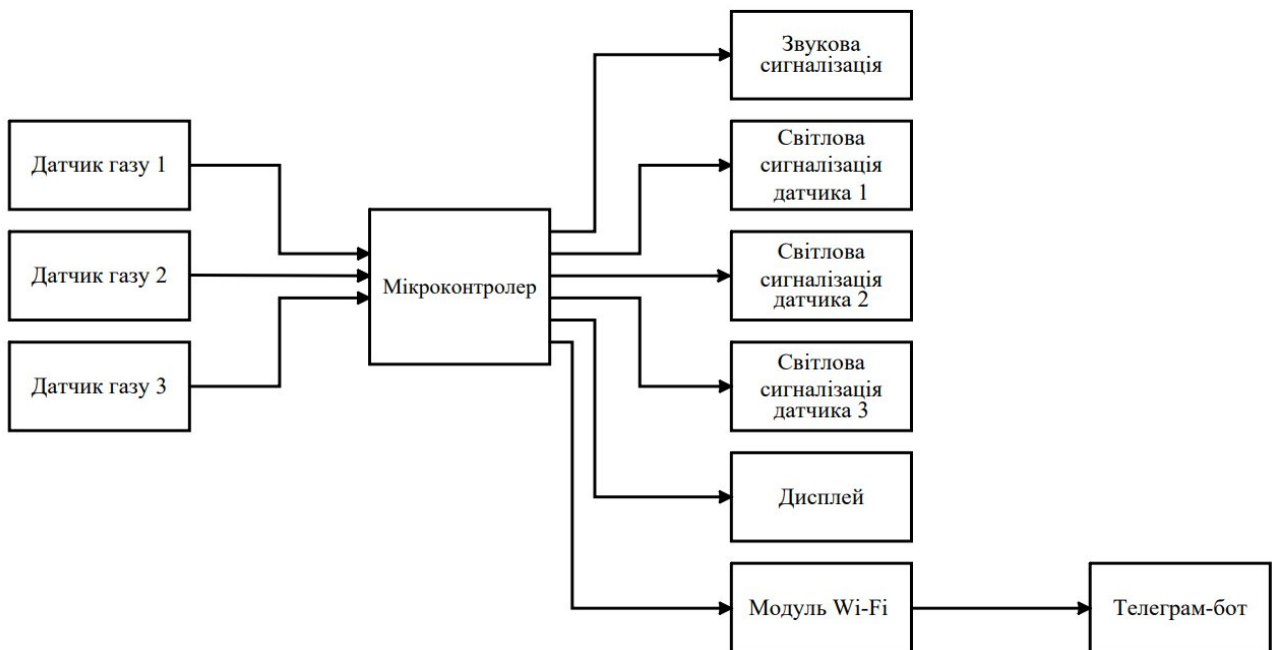 Звукова
сигналізація
Датчик газу 1
Світлова
сигналізація
датчика 1
Датчик газу 2
Мікроконтролер
Світлова
сигналізація
датчика 2
Датчик газу 3
Світлова
сигналізація
датчика 3
Дисплей
Модуль Wi-Fi
Телеграм-бот